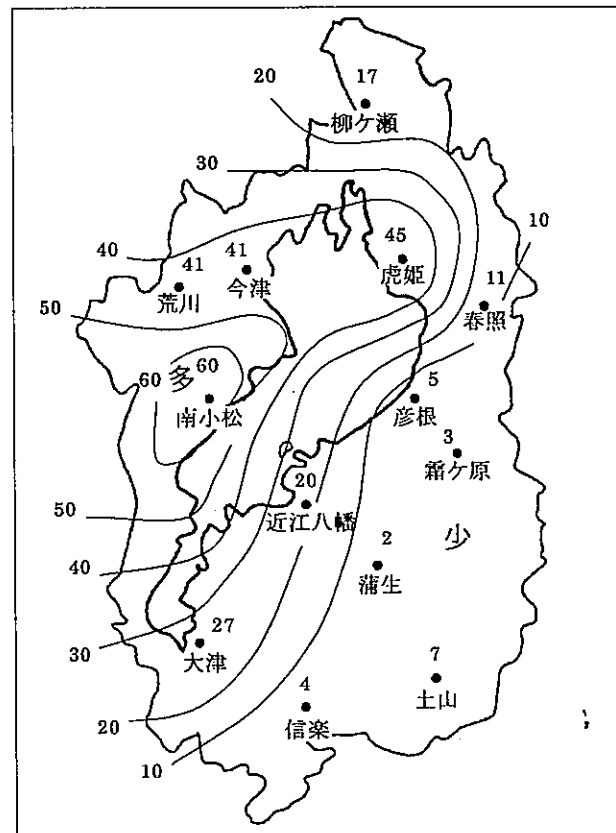 20
17
柳ケ瀬
30
10
40
45
虎姫
41
今津
41
荒川
11
春照
50
60
60
多
南小松
5
彦根
3
霜ケ原
20
近江八幡
50
少
2
蒲生
40
27
大津
30
7
土山
4
信楽
20
10